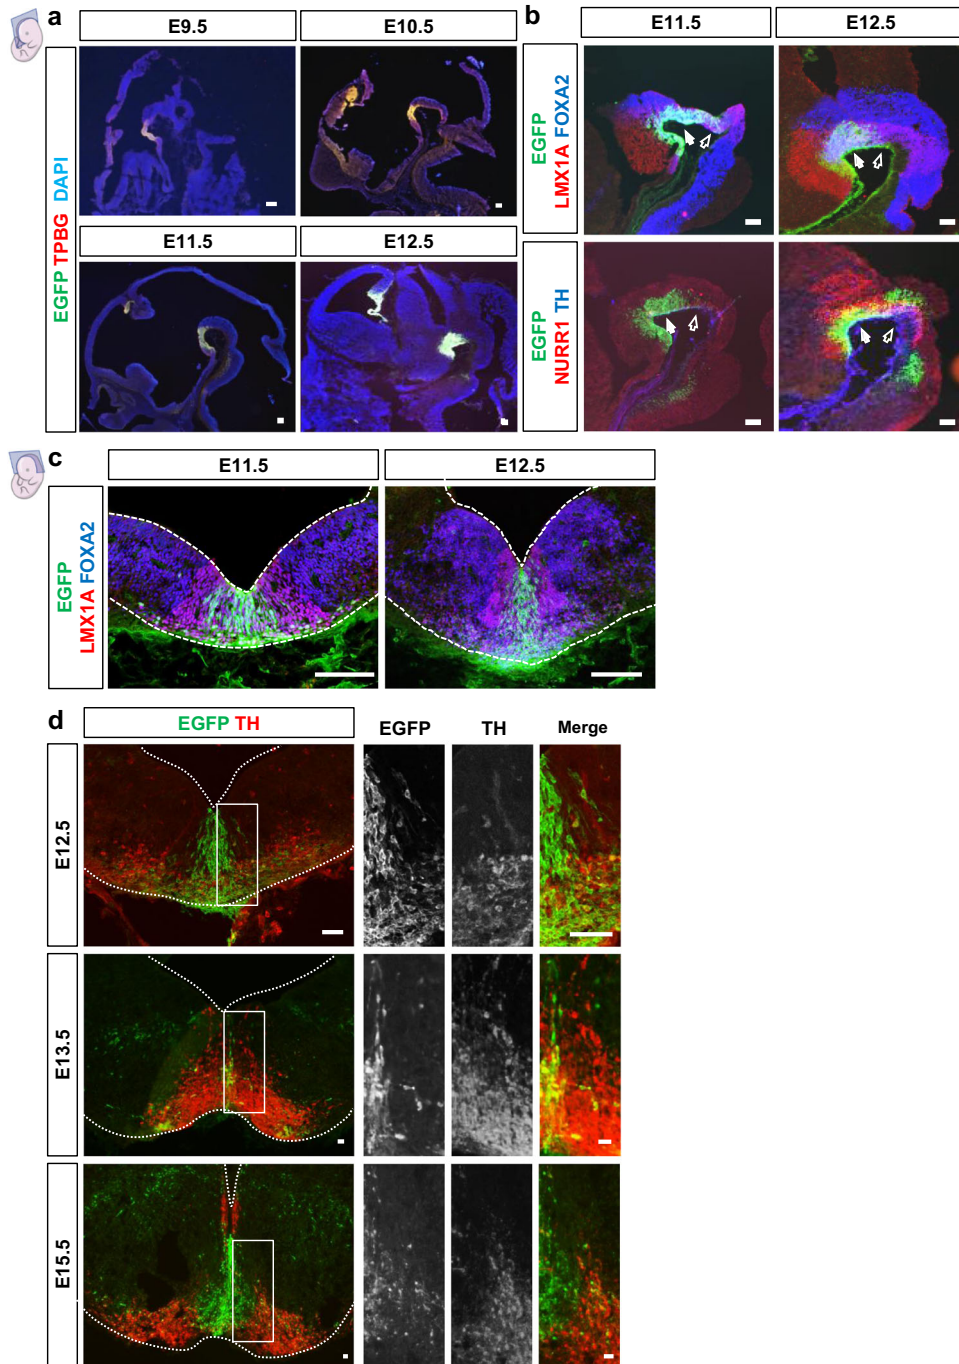 a
E9.5
E10.5
EGFP TPBG DAPI
E11.5
E12.5
b
E11.5
E12.5
EGFP
LMX1A FOXA2
EGFP
NURR1 TH
c
E11.5
E12.5
EGFP
LMX1A FOXA2
d
EGFP TH
EGFP
TH
Merge
E12.5
E13.5
E15.5